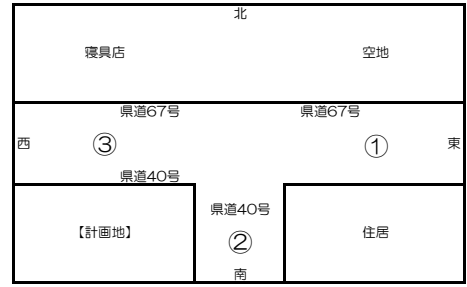 北
寝具店 空地
県道67号 県道67号
西 ③ ① 東
県道40号
県道40号
【計画地】 ② 住居
南